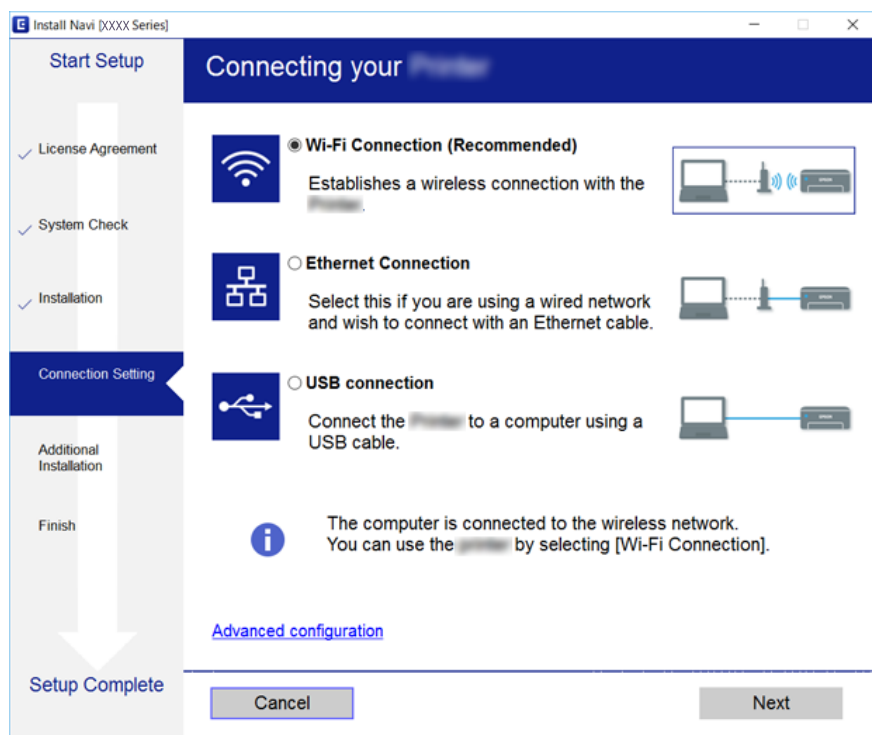 Install Navi [XXXX Series]
Start Setup
License Agreement
System Check
Installation
Connection Setting
Additional
Installation
Finish
Setup Complete
Connecting your
Wi-Fi Connection (Recommended)
Establishes a wireless connection with the
.
Ethernet Connection
Select this if you are using a wired network
and wish to connect with an Ethernet cable.
USB connection
Connect the to a computer using a
USB cable.
The computer is connected to the wireless network.
You can use the by selecting [Wi-Fi Connection].
Advanced configuration
Cancel
Next